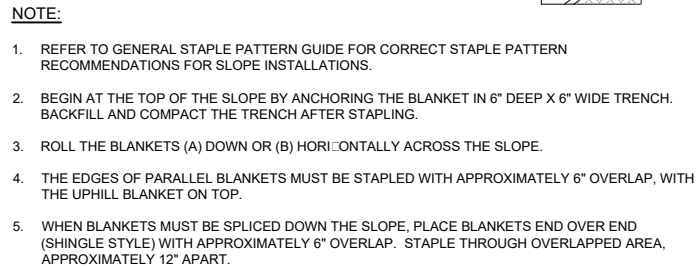 NOTE:
1. REFER TO GENERAL STAPLE PATTERN GUIDE FOR CORRECT STAPLE PATTERN
RECOMMENDATIONS FOR SLOPE INSTALLATIONS.
2. BEGIN AT THE TOP OF THE SLOPE BY ANCHORING THE BLANKET IN 6" DEEP X 6" WIDE TRENCH.
BACKFILL AND COMPACT THE TRENCH AFTER STAPLING.
3. ROLL THE BLANKETS (A) DOWN OR (B) HORI□ONTALLY ACROSS THE SLOPE.
4. THE EDGES OF PARALLEL BLANKETS MUST BE STAPLED WITH APPROXIMATELY 6" OVERLAP, WITH
THE UPHILL BLANKET ON TOP.
5. WHEN BLANKETS MUST BE SPLICED DOWN THE SLOPE, PLACE BLANKETS END OVER END
(SHINGLE STYLE) WITH APPROXIMATELY 6" OVERLAP. STAPLE THROUGH OVERLAPPED AREA,
APPROXIMATELY 12" APART.